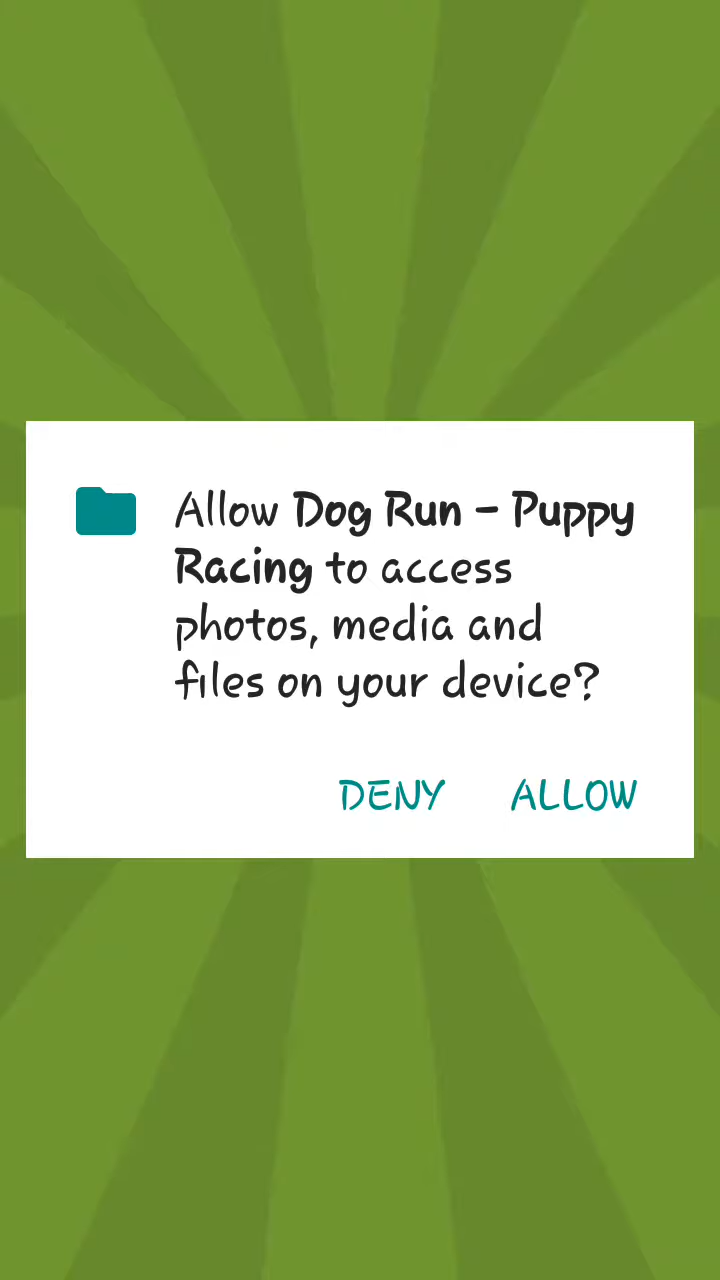 Allow Dog Run - Puppy
Racing to access
photos, media and
files on your device?
DENY ALLOW